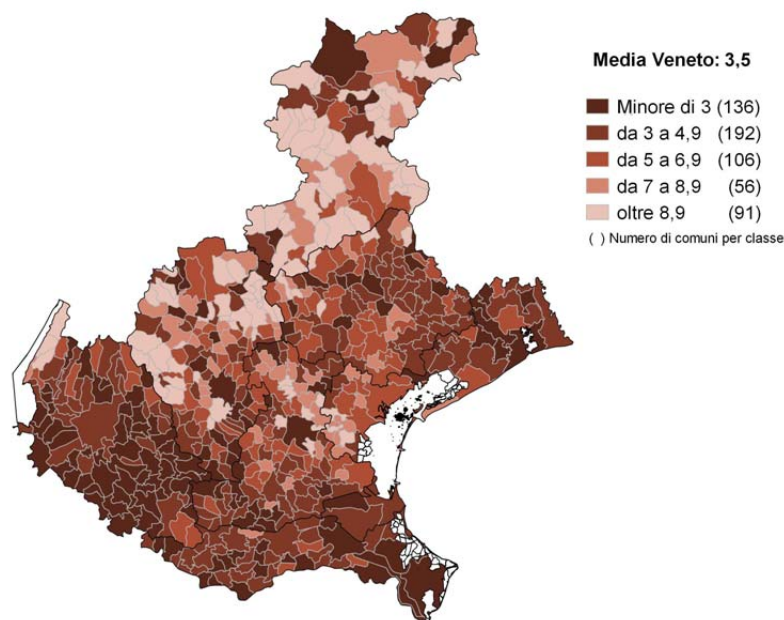 Media Veneto: 3,5
Minore di 3 (136)
da 3 a 4,9 (192)
da 5 a 6,9 (106)
da 7 a 8,9 (56)
oltre 8,9 (91)
( ) Numero di comuni per classe